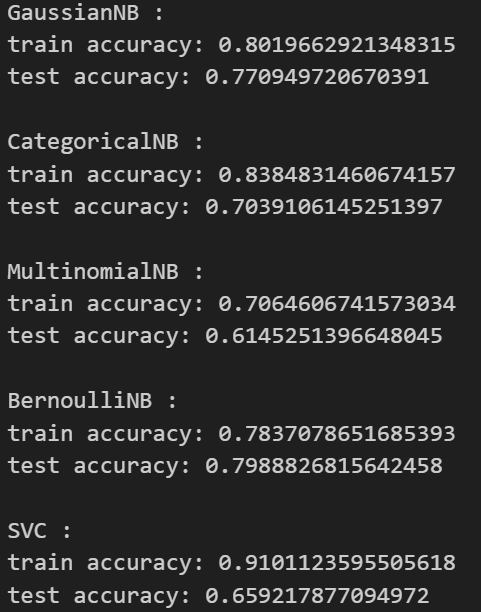 GaussianNB :
train accuracy: 0.8019662921348315
test accuracy: 0.770949720670391
CategoricalNB :
train accuracy: 0.8384831460674157
test accuracy: 0.7039106145251397
MultinomialNB :
train accuracy: 0.7064606741573034
test accuracy: 0.6145251396648045
BernoulliNB :
train accuracy: 0.7837078651685393
test accuracy: 0.7988826815642458
SVC :
train accuracy: 0.9101123595505618
test accuracy: 0.659217877094972